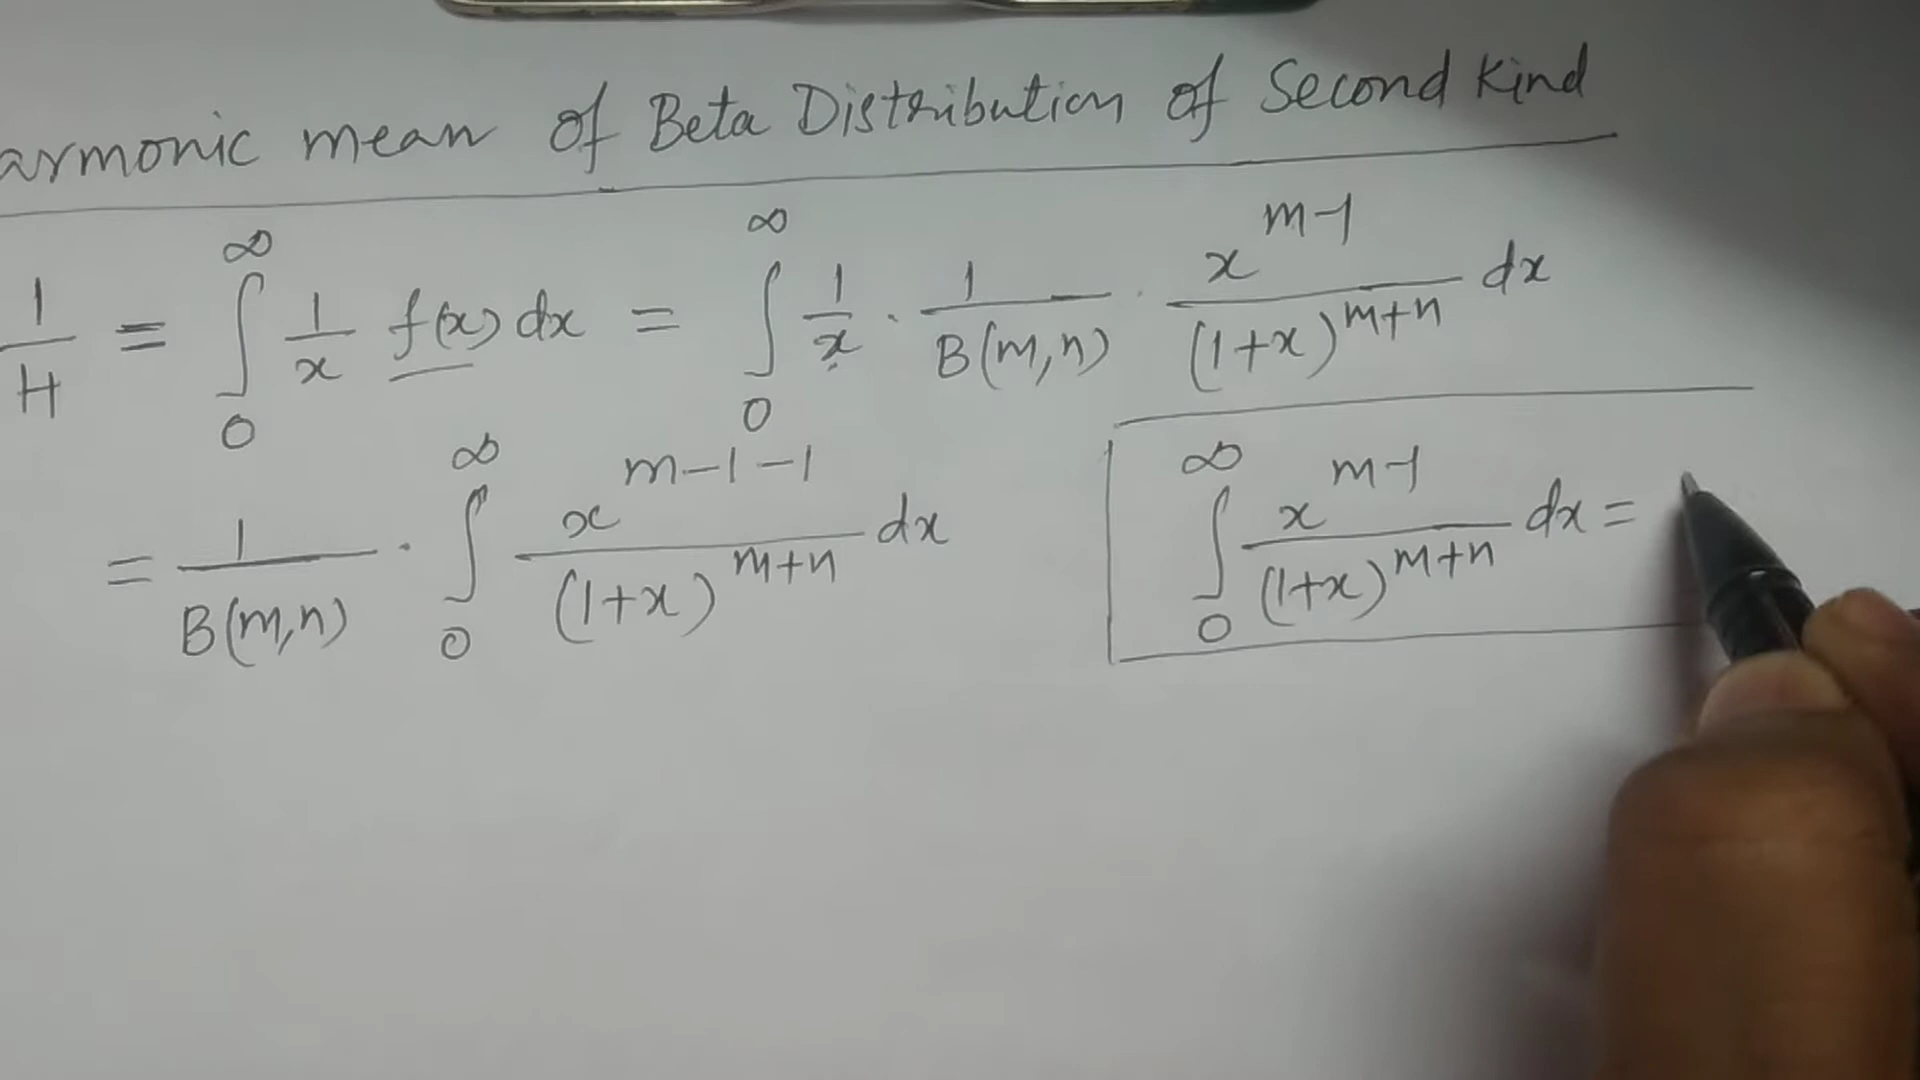 armonic mean of Beta Distribution of Second Kind
1/H = ∫₀^∞ 1/x f(x) dx = ∫₀^∞ 1/x · 1/B(m,n) · x^(m-1)/(1+x)^(m+n) dx
= 1/B(m,n) · ∫₀^∞ x^(m-1-1)/(1+x)^(m+n) dx
∫₀^∞ x^(m-1)/(1+x)^(m+n) dx =